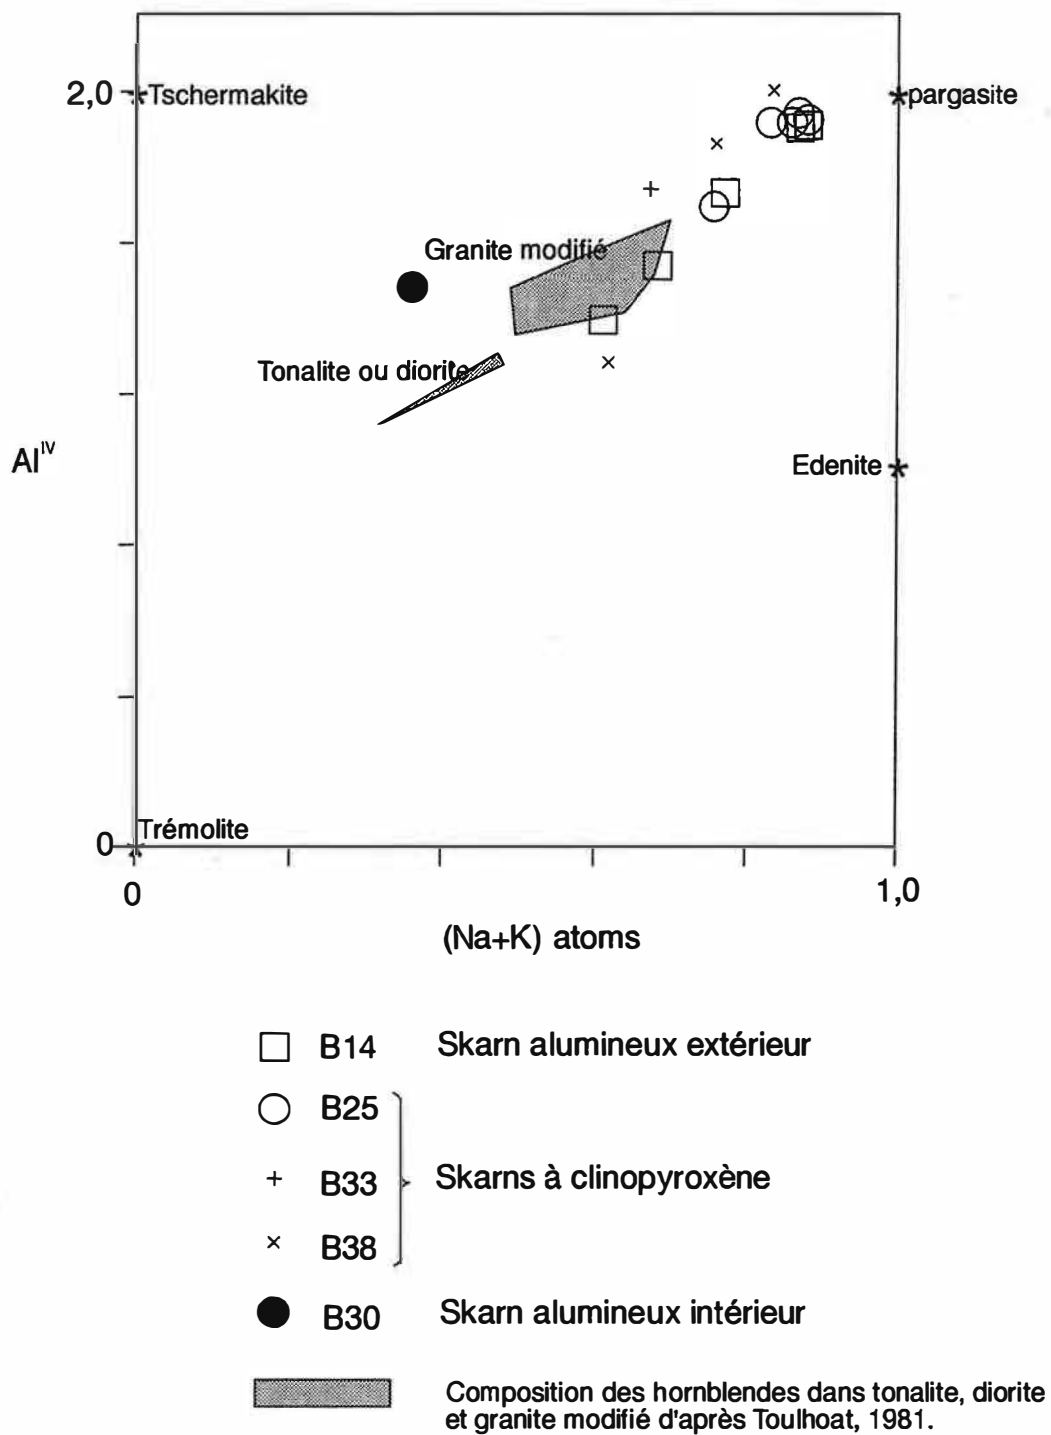 2,0
Tschermakite
pargasite
Granite modifié
Tonalite ou diorite
Al^IV
Edenite
Trémolite
0
0
1,0
(Na+K) atoms
B14 Skarn alumineux extérieur
B25
B33 Skarns à clinopyroxène
B38
B30 Skarn alumineux intérieur
Composition des hornblendes dans tonalite, diorite
et granite modifié d'après Toulhoat, 1981.